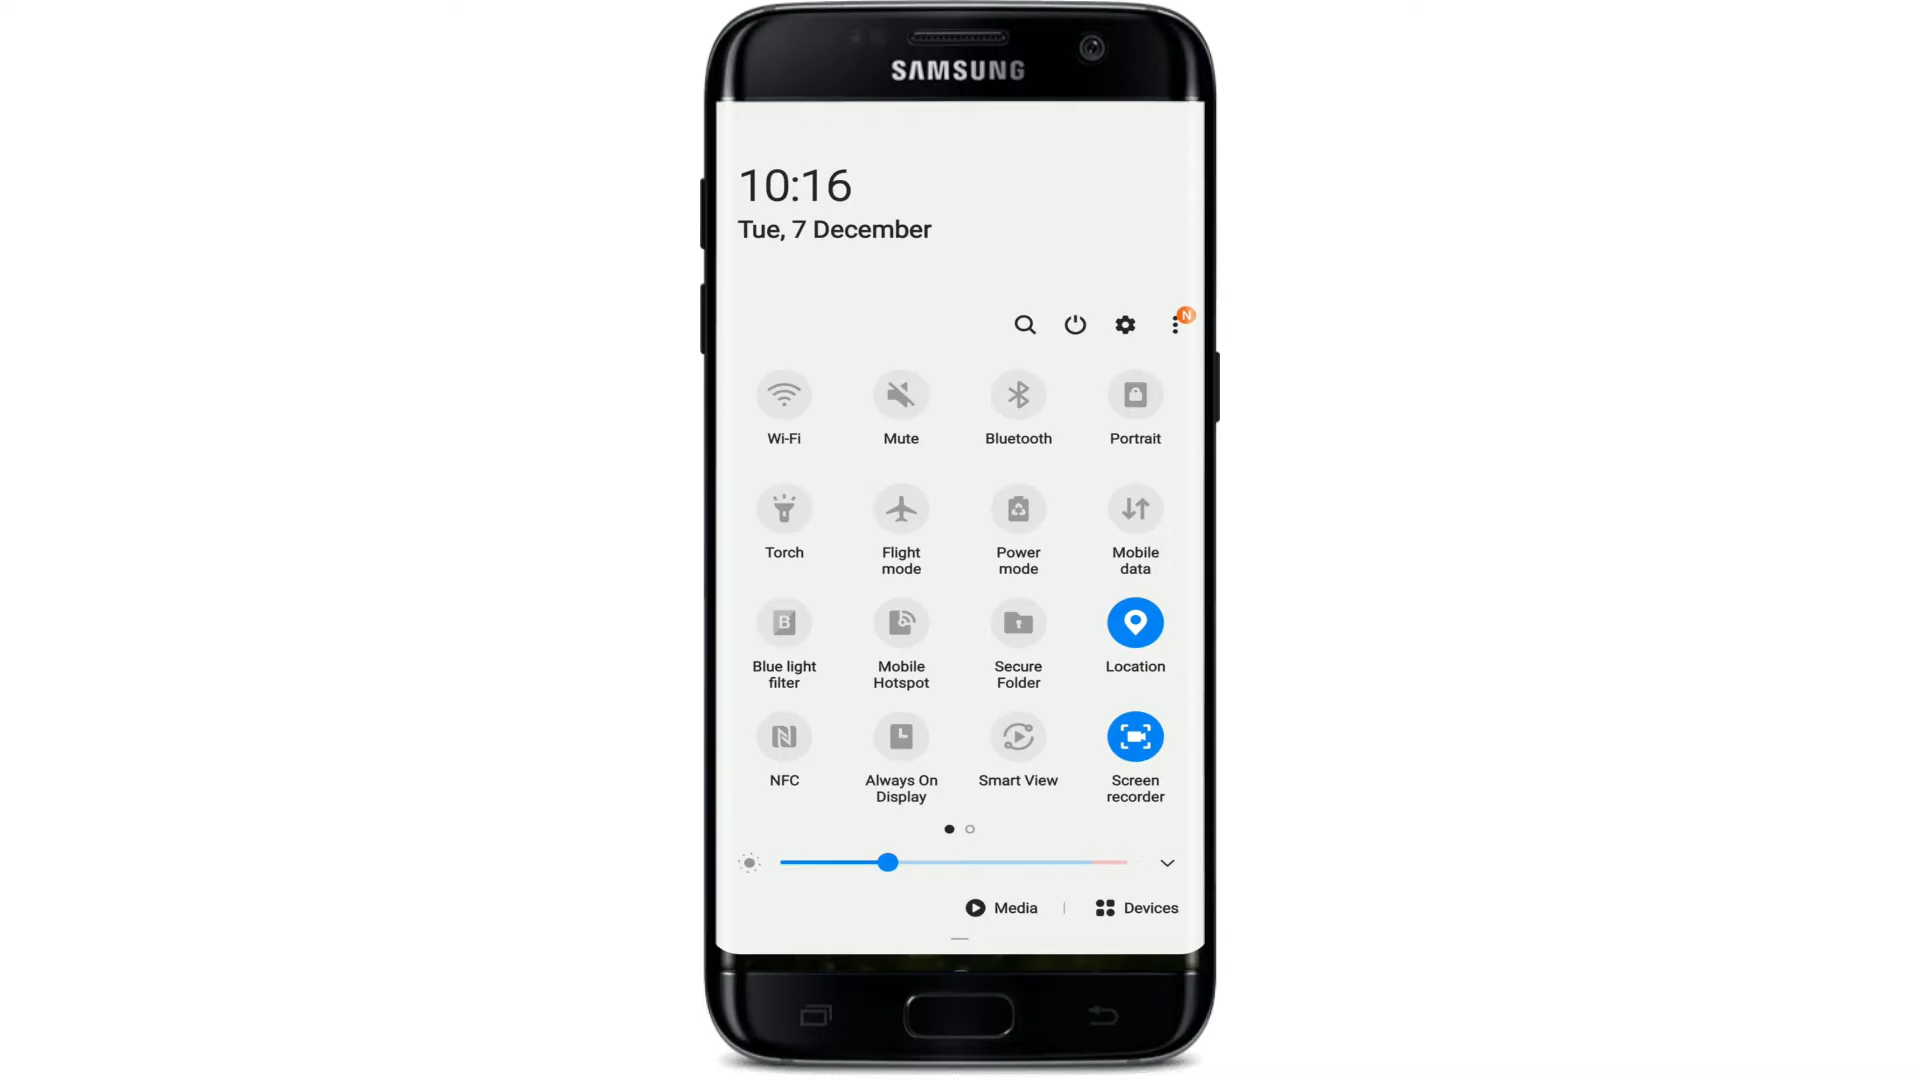 SAMSUNG
10:16
Tue, 7 December
N
Wi-Fi
Mute
Bluetooth
Portrait
Torch
Flight
mode
Power
mode
Mobile
data
B
Blue light
filter
Mobile
Hotspot
Secure
Folder
Location
NFC
Always On
Display
Smart View
Screen
recorder
Media
Devices